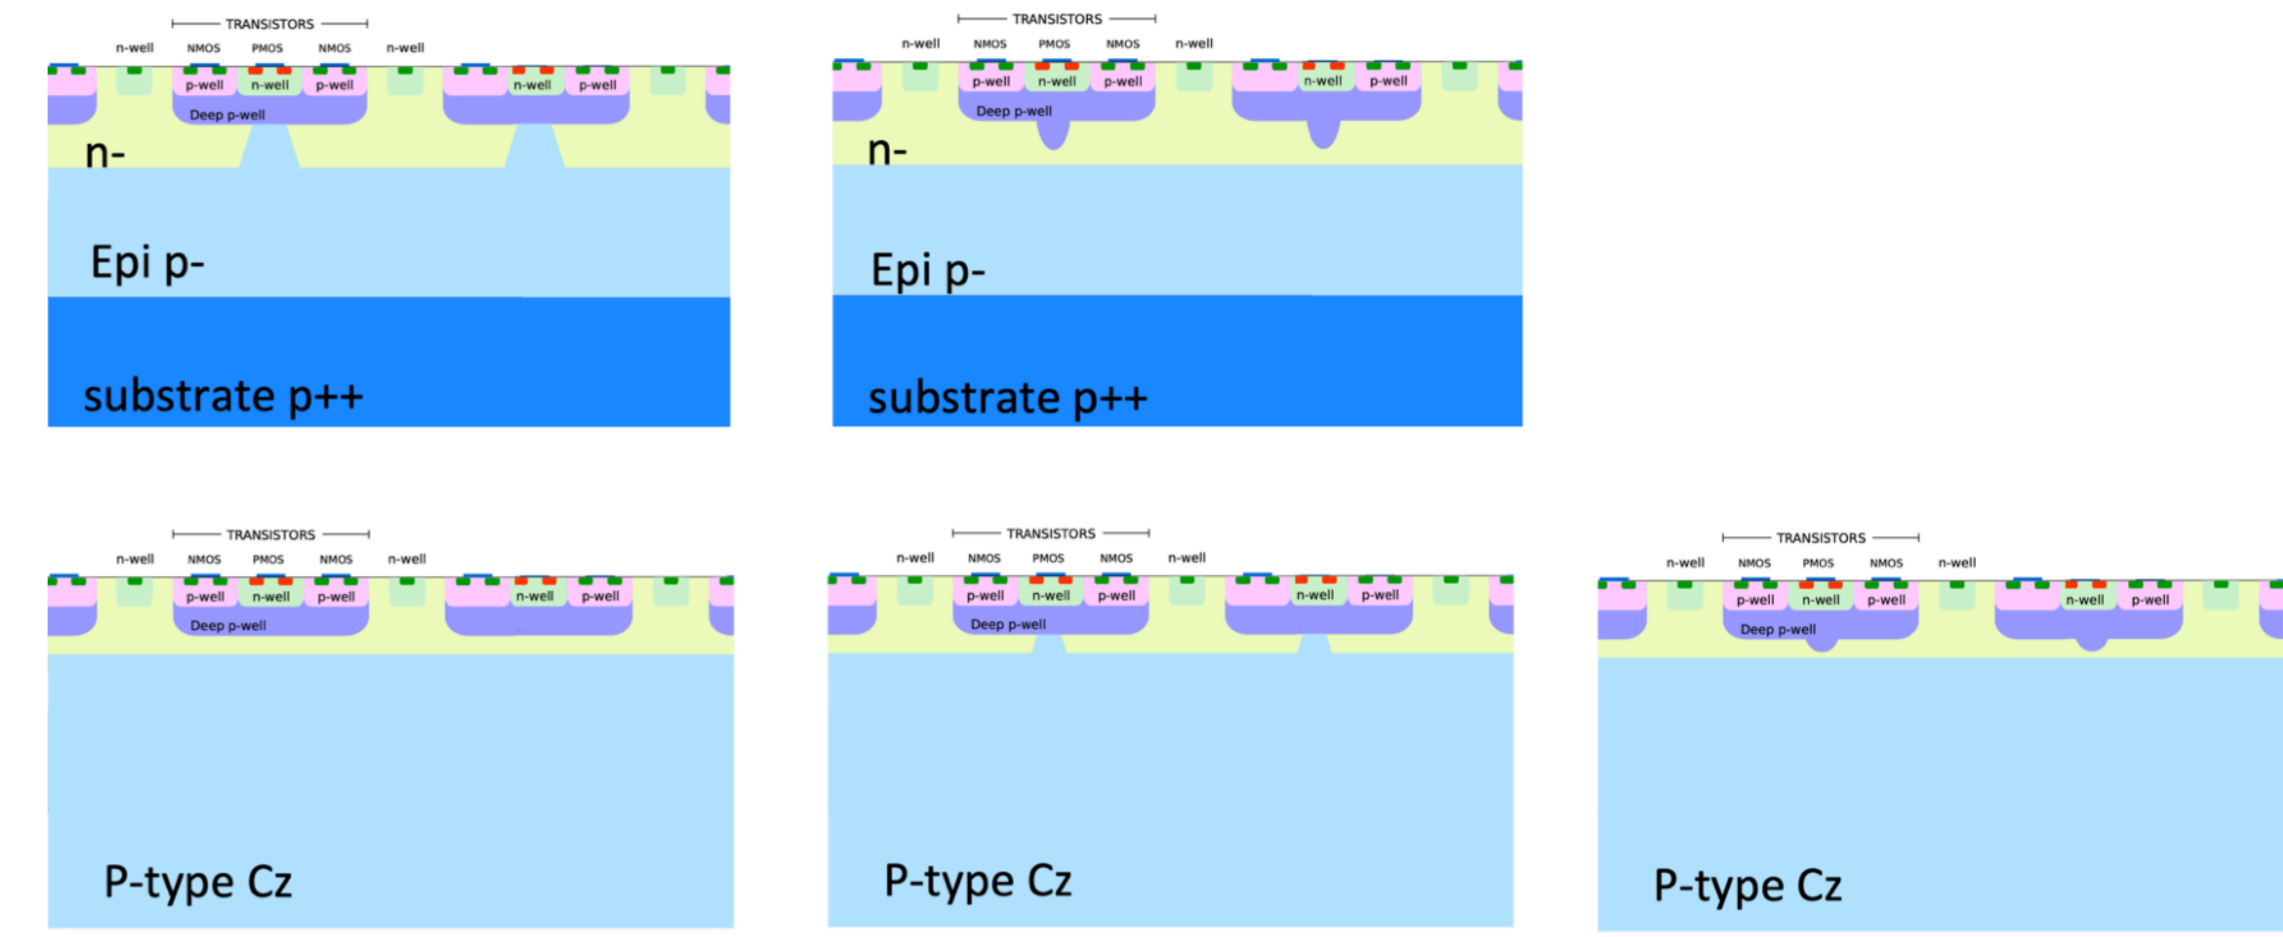 TRANSISTORS
n-well NMOS PMOS NMOS n-well
p-well n-well p-well n-well p-well
Deep p-well
n-
Epi p-
substrate p++
TRANSISTORS
n-well NMOS PMOS NMOS n-well
p-well n-well p-well n-well p-well
Deep p-well
n-
Epi p-
substrate p++
TRANSISTORS
n-well NMOS PMOS NMOS n-well
p-well n-well p-well n-well p-well
Deep p-well
P-type Cz
TRANSISTORS
n-well NMOS PMOS NMOS n-well
p-well n-well p-well n-well p-well
Deep p-well
P-type Cz
TRANSISTORS
n-well NMOS PMOS NMOS n-well
p-well n-well p-well n-well p-well
Deep p-well
P-type Cz